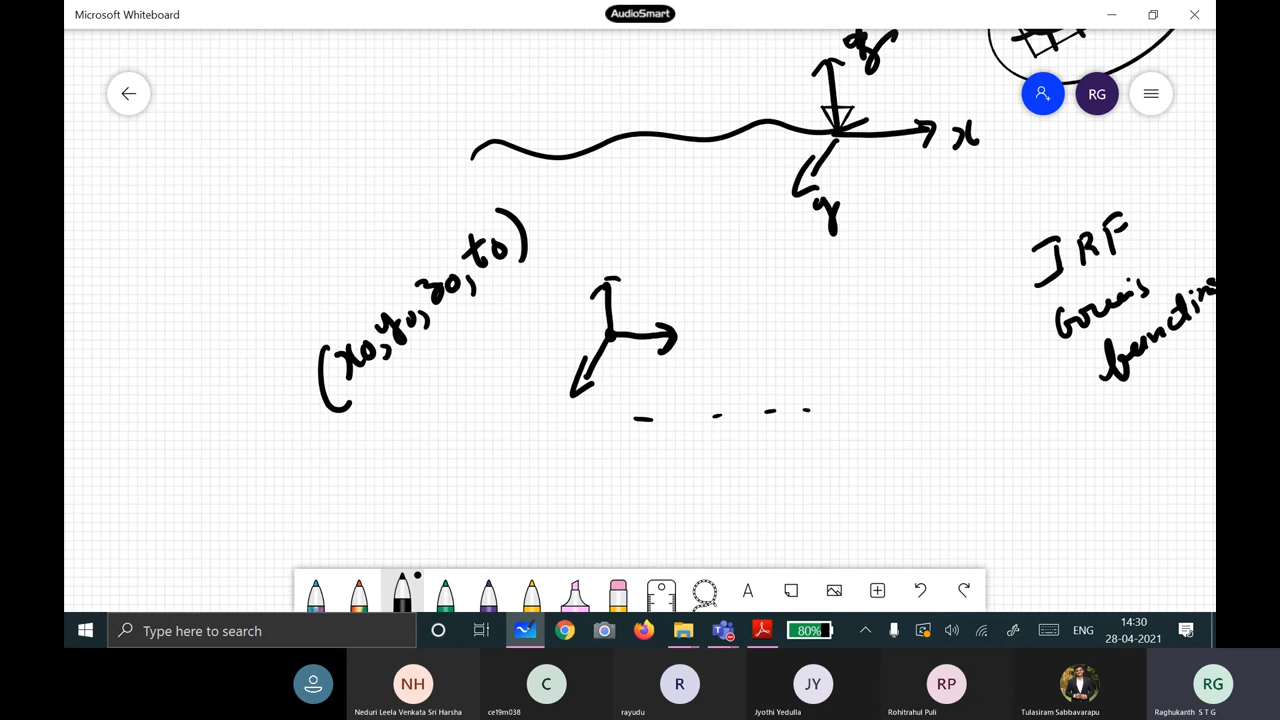 Microsoft Whiteboard
AudioSmart
RG
x
y
(x0, y0, z0, t0)
IRF
Green's
function
A
Type here to search
80%
ENG
14:30
28-04-2021
NH
C
R
JY
RP
RG
Neduri Leela Venkata Sri Harsha
ce19m038
rayudu
Jyothi Yedulla
Rohitrahul Puli
Tulasiram Sabbavarapu
Raghukanth S T G